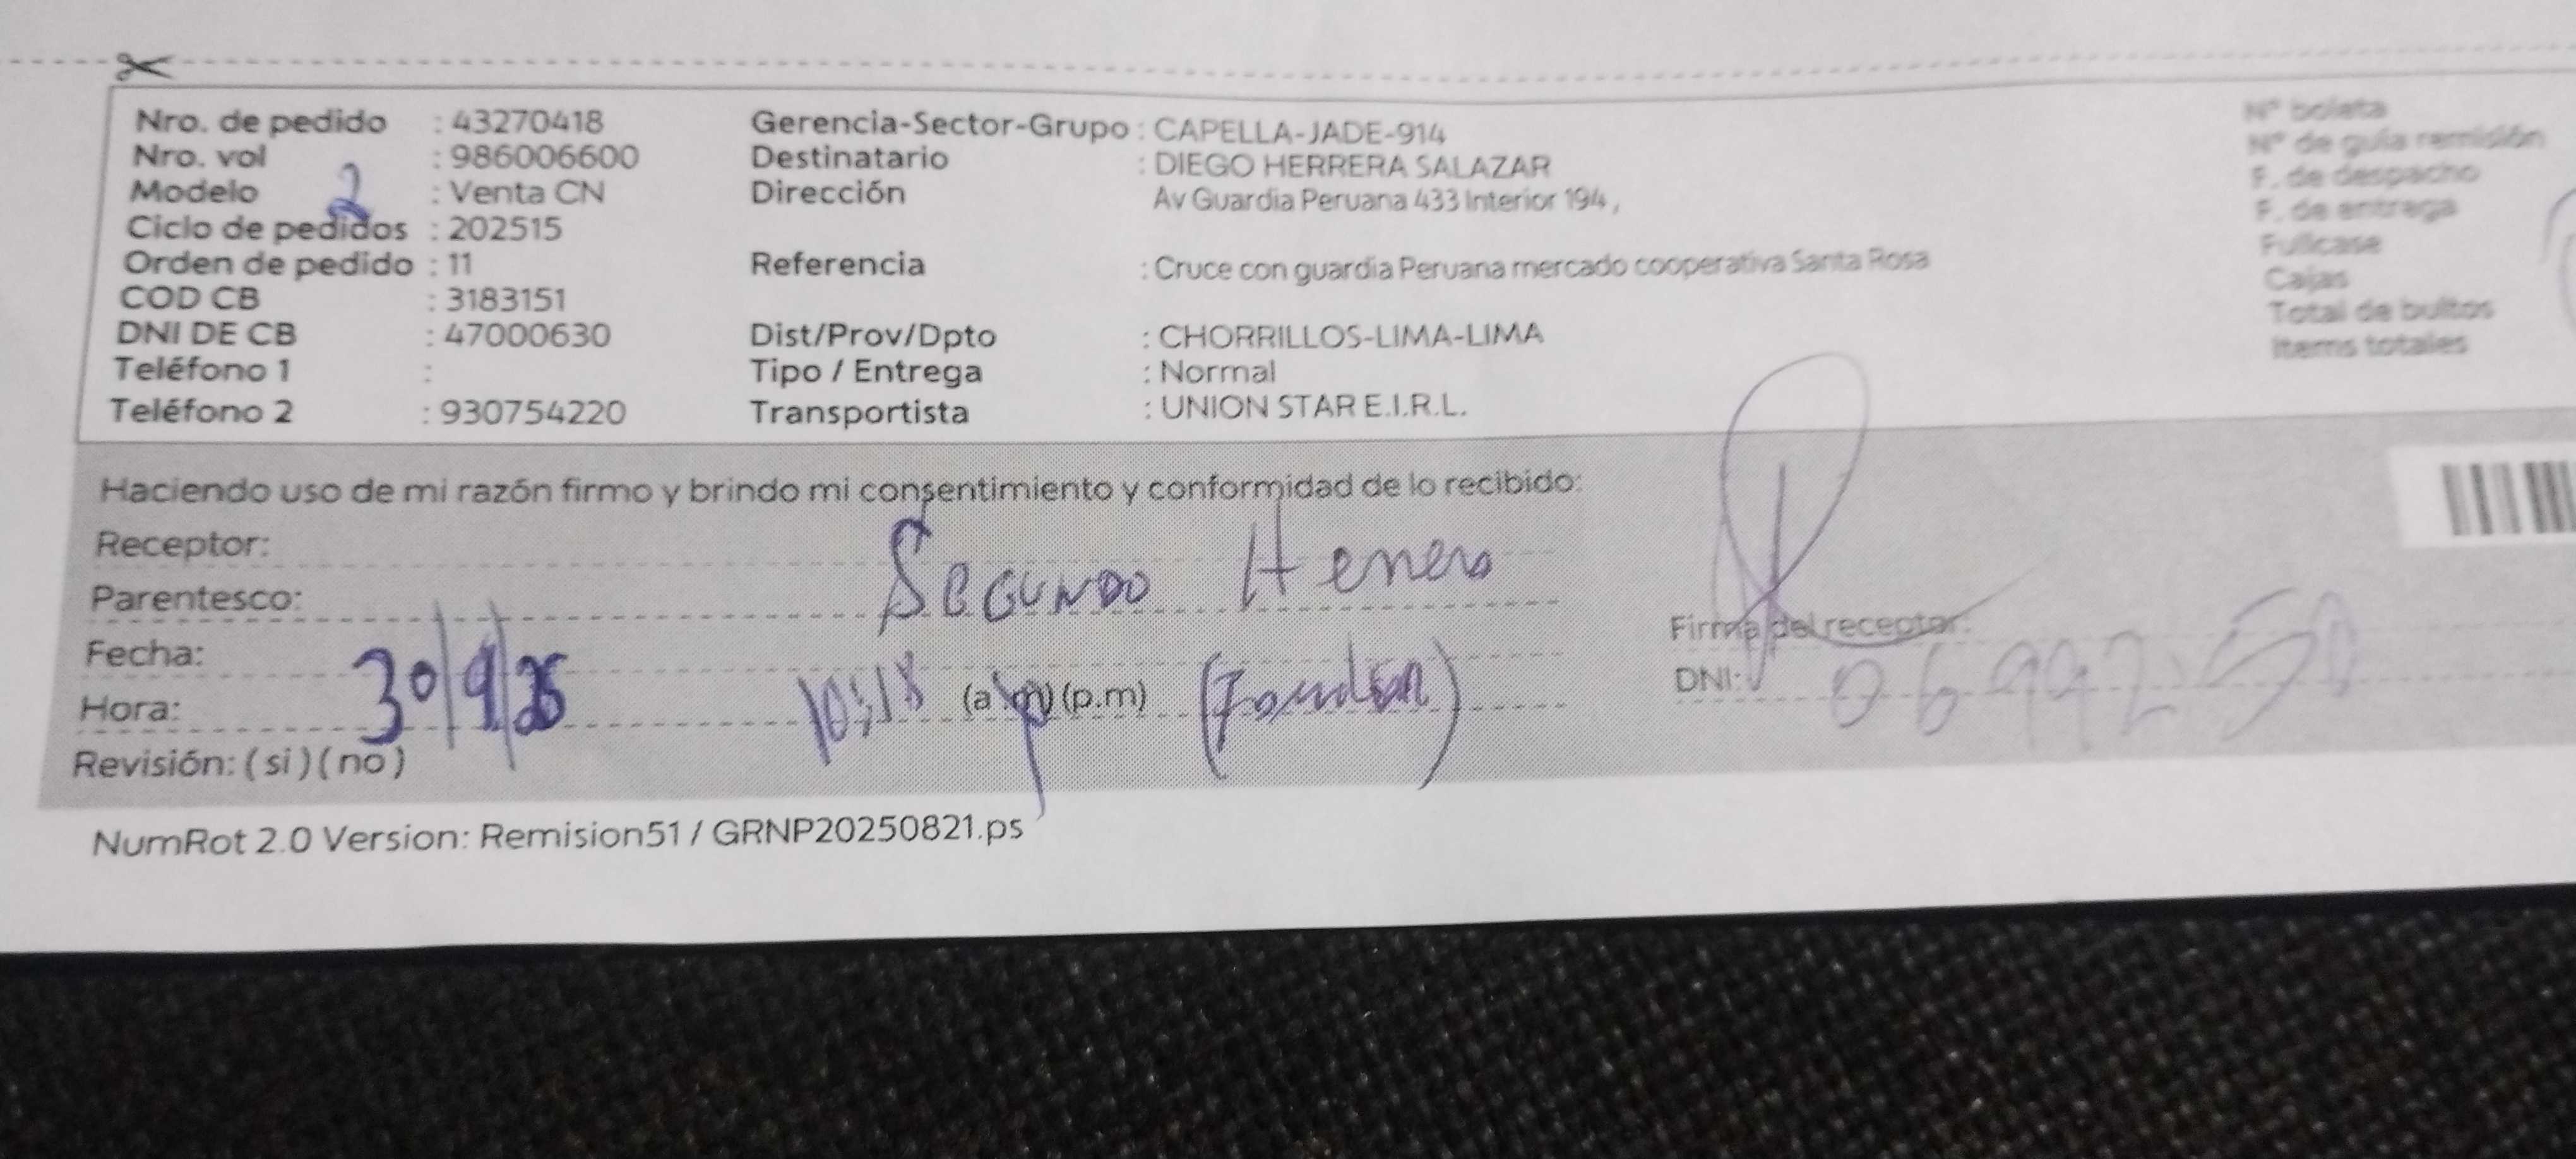 Nro. de pedido : 43270418 Gerencia-Sector-Grupo : CAPELLA-JADE-914 N° boleta
Nro. vol : 986006600 Destinatario : DIEGO HERRERA SALAZAR N° de guía remisión
Modelo 2 : Venta CN Dirección Av Guardia Peruana 433 Interior 194 , F. de despacho
Ciclo de pedidos : 202515 F. de entrega
Orden de pedido : 11 Referencia : Cruce con guardia Peruana mercado cooperativa Santa Rosa Fullcase
COD CB : 3183151 Cajas
DNI DE CB : 47000630 Dist/Prov/Dpto : CHORRILLOS-LIMA-LIMA Total de bultos
Teléfono 1 : Tipo / Entrega : Normal Items totales
Teléfono 2 : 930754220 Transportista : UNION STAR E.I.R.L.
Haciendo uso de mi razón firmo y brindo mi consentimiento y conformidad de lo recibido:
Receptor: Segundo
Parentesco:
Firma del receptor:
Fecha: 30/9/25
DNI:
Hora: 10:18 (a.m) (p.m)
Revisión: ( si ) ( no )
NumRot 2.0 Version: Remision51 / GRNP20250821.ps